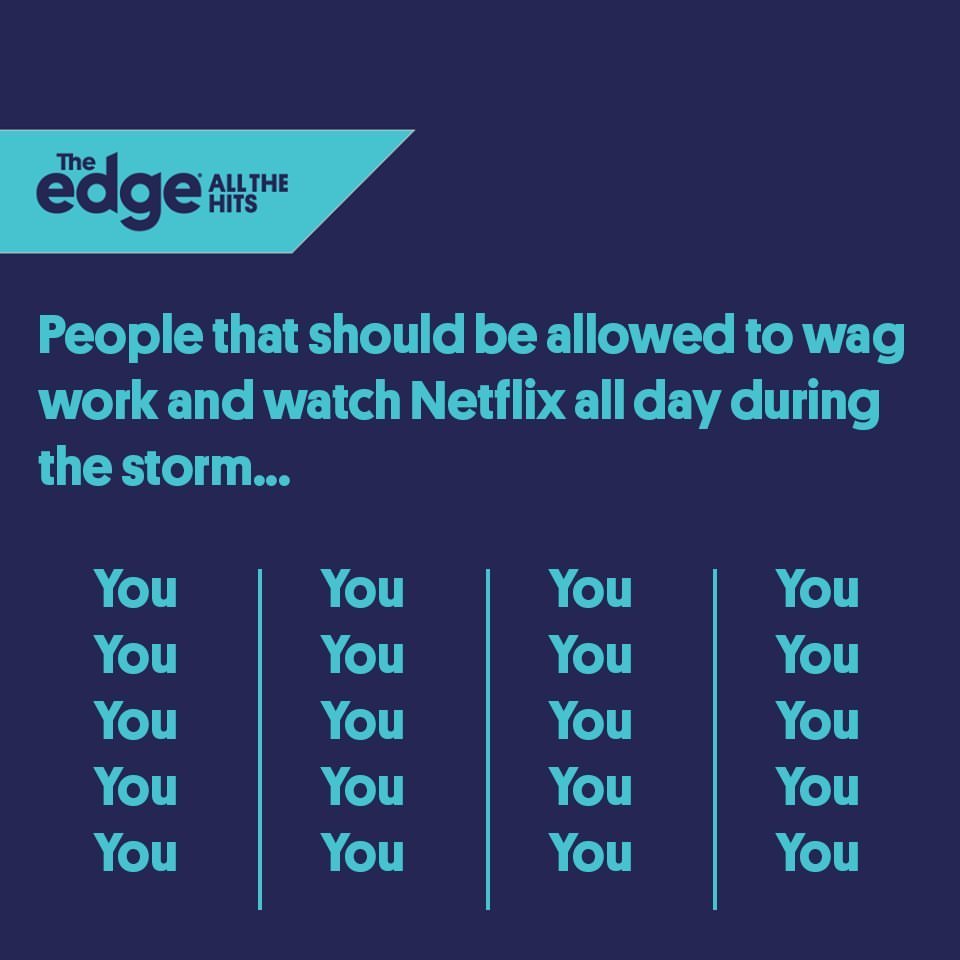 The
edge ALL THE
HITS
People that should be allowed to wag
work and watch Netflix all day during
the storm...
You You You You
You You You You
You You You You
You You You You
You You You You